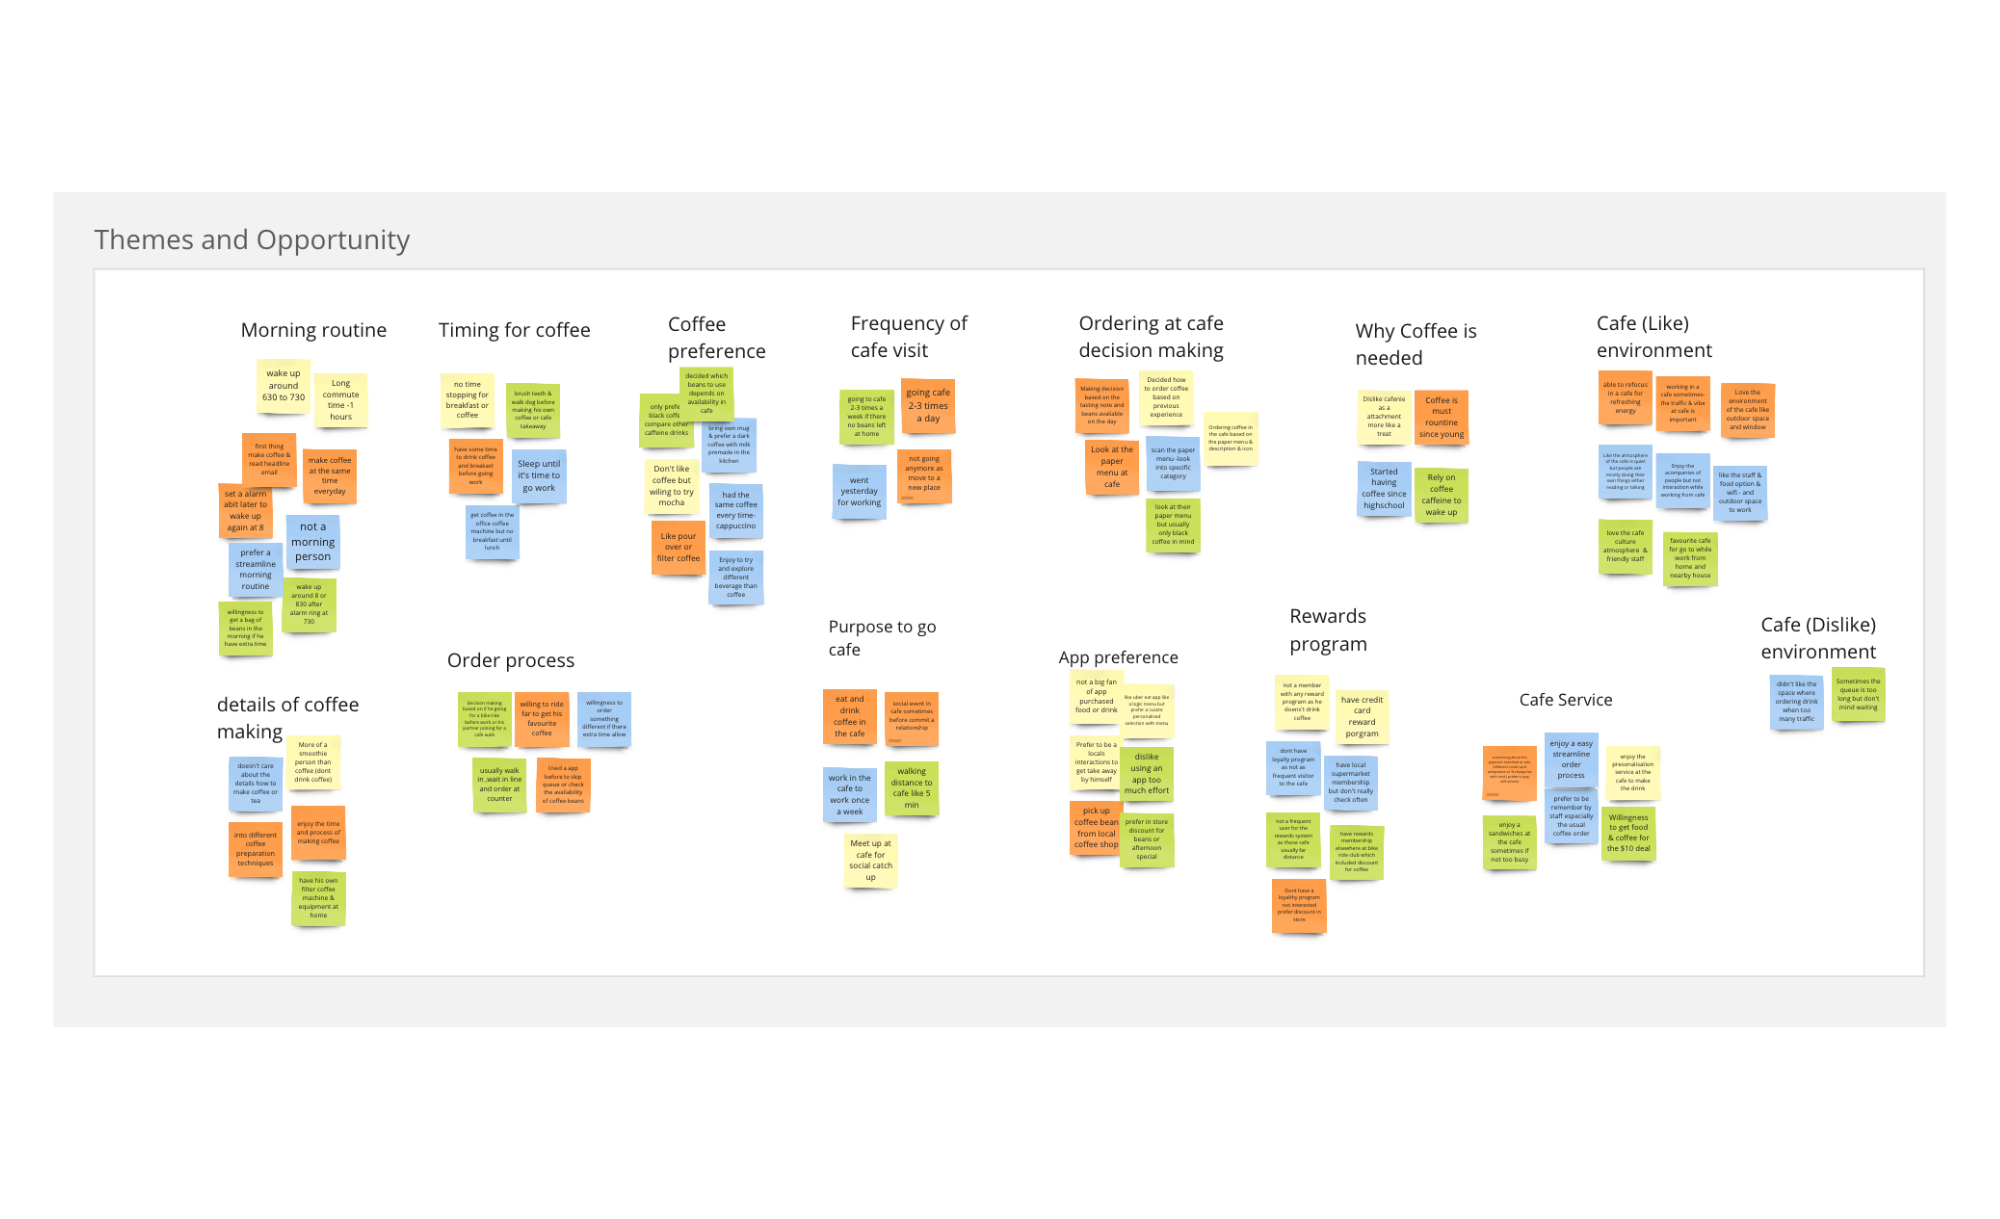 Themes and Opportunity
Morning routine
wake up
around
630 to 730
Long
commute
time -1
hours
first thing
make coffee &
read headline
email
make coffee
at the same
time
everyday
set a alarm
abit later to
wake up
again at 8
not a
morning
person
prefer a
streamline
morning
routine
wake up
around 8 or
830 after
alarm ring at
730
willingness to
get a bag of
beans in the
morning if he
have extra time
Timing for coffee
no time
stopping for
breakfast or
coffee
brush teeth &
walk dog before
making his own
coffee or cafe
takeaway
have some time
to drink coffee
and breakfast
before going
work
Sleep until
it's time to
go work
get coffee in the
office coffee
machine but no
breakfast until
lunch
Coffee
preference
decided which
beans to use
depends on
availability in
cafe
only prefe
black coffe
compare other
caffeine drinks
bring own mug
& prefer a dark
coffee with milk
premade in the
kitchen
Don't like
coffee but
wiling to try
mocha
had the
same coffee
every time-
cappuccino
Like pour
over or
filter coffee
Enjoy to try
and explore
different
beverage than
coffee
Frequency of
cafe visit
going to cafe
2-3 times a
week if there
no beans left
at home
going cafe
2-3 times
a day
went
yesterday
for working
not going
anymore as
move to a
new place
Ordering at cafe
decision making
Making decision
based on the
tasting note and
beans available
on the day
Decided how
to order coffee
based on
previous
experience
Ordering coffee in
the cafe based on
the paper menu &
description & icon
Look at the
paper
menu at
cafe
scan the paper
menu -look
into specific
category
look at their
paper menu
but usually
only black
coffee in mind
Why Coffee is
needed
Dislike cafenie
as a
attachment
more like a
treat
Coffee is
must
rountine
since young
Started
having
coffee since
highschool
Rely on
coffee
caffeine to
wake up
Cafe (Like)
environment
able to refocus
in a cafe for
refreshing
energy
working in a
cafe sometimes-
the traffic & vibe
at cafe is
important
Love the
environment
of the cafe like
outdoor space
and window
Like the atmosphere
of the cafe is quiet
but people are
mostly doing their
own things either
reading or talking
Enjoy the
acompanies of
people but not
interaction while
working from cafe
like the staff &
food option &
wifi - and
outdoor space
to work
love the cafe
culture
atmosphere &
friendly staff
favourite cafe
for go to while
work from
home and
nearby house
details of coffee
making
More of a
smoothie
person than
coffee (dont
drink coffee)
doesn't care
about the
details how to
make coffee or
tea
enjoy the time
and process of
making coffee
into different
coffee
preparation
techniques
have his own
filter coffee
machine &
equipment at
home
Order process
decision making
based on if he going
for a bike ride
before work or his
partner joining for a
cafe walk
willing to ride
far to get his
favourite
coffee
willingness to
order
something
different if there
extra time allow
usually walk
in ,wait in line
and order at
counter
Used a app
before to skip
queue or check
the availability
of coffee beans
Purpose to go
cafe
eat and
drink
coffee in
the cafe
social event in
cafe sometimes
before commit a
relationship
work in the
cafe to
work once
a week
walking
distance to
cafe like 5
min
Meet up at
cafe for
social catch
up
App preference
not a big fan
of app
purchased
food or drink
like uber eat app like
a logic menu but
prefer a curate
personalised
selection with menu
Prefer to be a
locals
interactions to
get take away
by himself
dislike
using an
app too
much effort
pick up
coffee bean
from local
coffee shop
prefer in store
discount for
beans or
afternoon
special
Rewards
program
not a member
with any reward
program as he
doens't drink
coffee
have credit
card
reward
porgram
dont have
loyalty program
as not as
frequent visitor
to the cafe
have local
supermarket
membership
but don't really
check often
not a frequent
user for the
rewards system
as those cafe
usually far
distance
have rewards
membership
elsewhere at bike
ride club which
included discount
for coffee
Dont have a
loyalthy program
not interested
prefer discount in
store
Cafe Service
enjoy a easy
streamline
order
process
enjoy the
presonalisation
service at the
cafe to make
the drink
prefer to be
remember by
staff especially
the usual
coffee order
enjoy a
sandwiches at
the cafe
sometimes if
not too busy
Willingness
to get food
& coffee for
the $10 deal
Cafe (Dislike)
environment
didn't like the
space where
ordering drink
when too
many traffic
Sometimes the
queue is too
long but don't
mind waiting